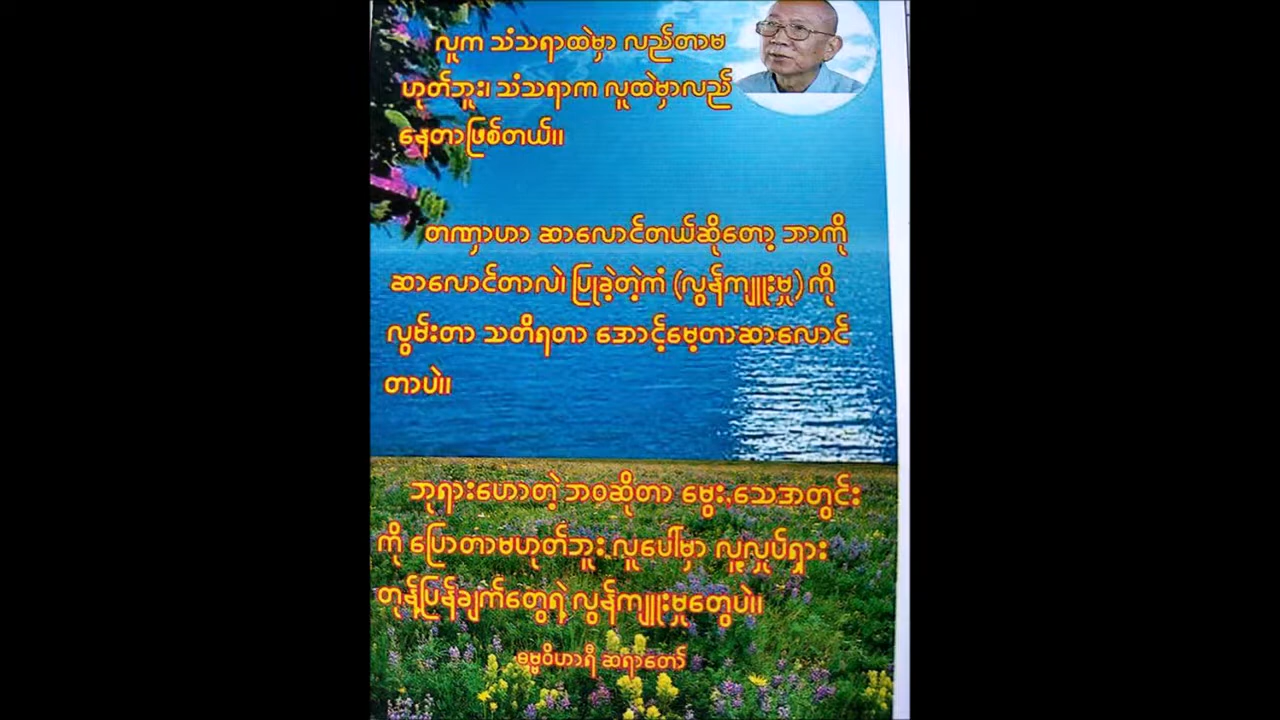 လူက သံသရာထဲမှာ လည်တာမ
ဟုတ်ဘူး၊ သံသရာက လူထဲမှာလည်
နေတာဖြစ်တယ်။
တဏှာဟာ ဆာလောင်တယ်ဆိုတော့ ဘာကို
ဆာလောင်တာလဲ၊ ပြုခဲ့တဲ့ကံ (လွန်ကျူးမှု) ကို
လွမ်းတာ သတိရတာ အောင့်မေ့တာဆာလောင်
တာပဲ။
ဘုရားဟောတဲ့ ဘဝဆိုတာ မွေး,သေအတွင်း
ကို ပြောတာမဟုတ်ဘူး လူပေါ်မှာ လူ့လှုပ်ရှား
တုန့်ပြန်ချက်တွေရဲ့ လွန်ကျူးမှုတွေပဲ။
ဓမ္မဝိဟာရီ ဆရာတော်